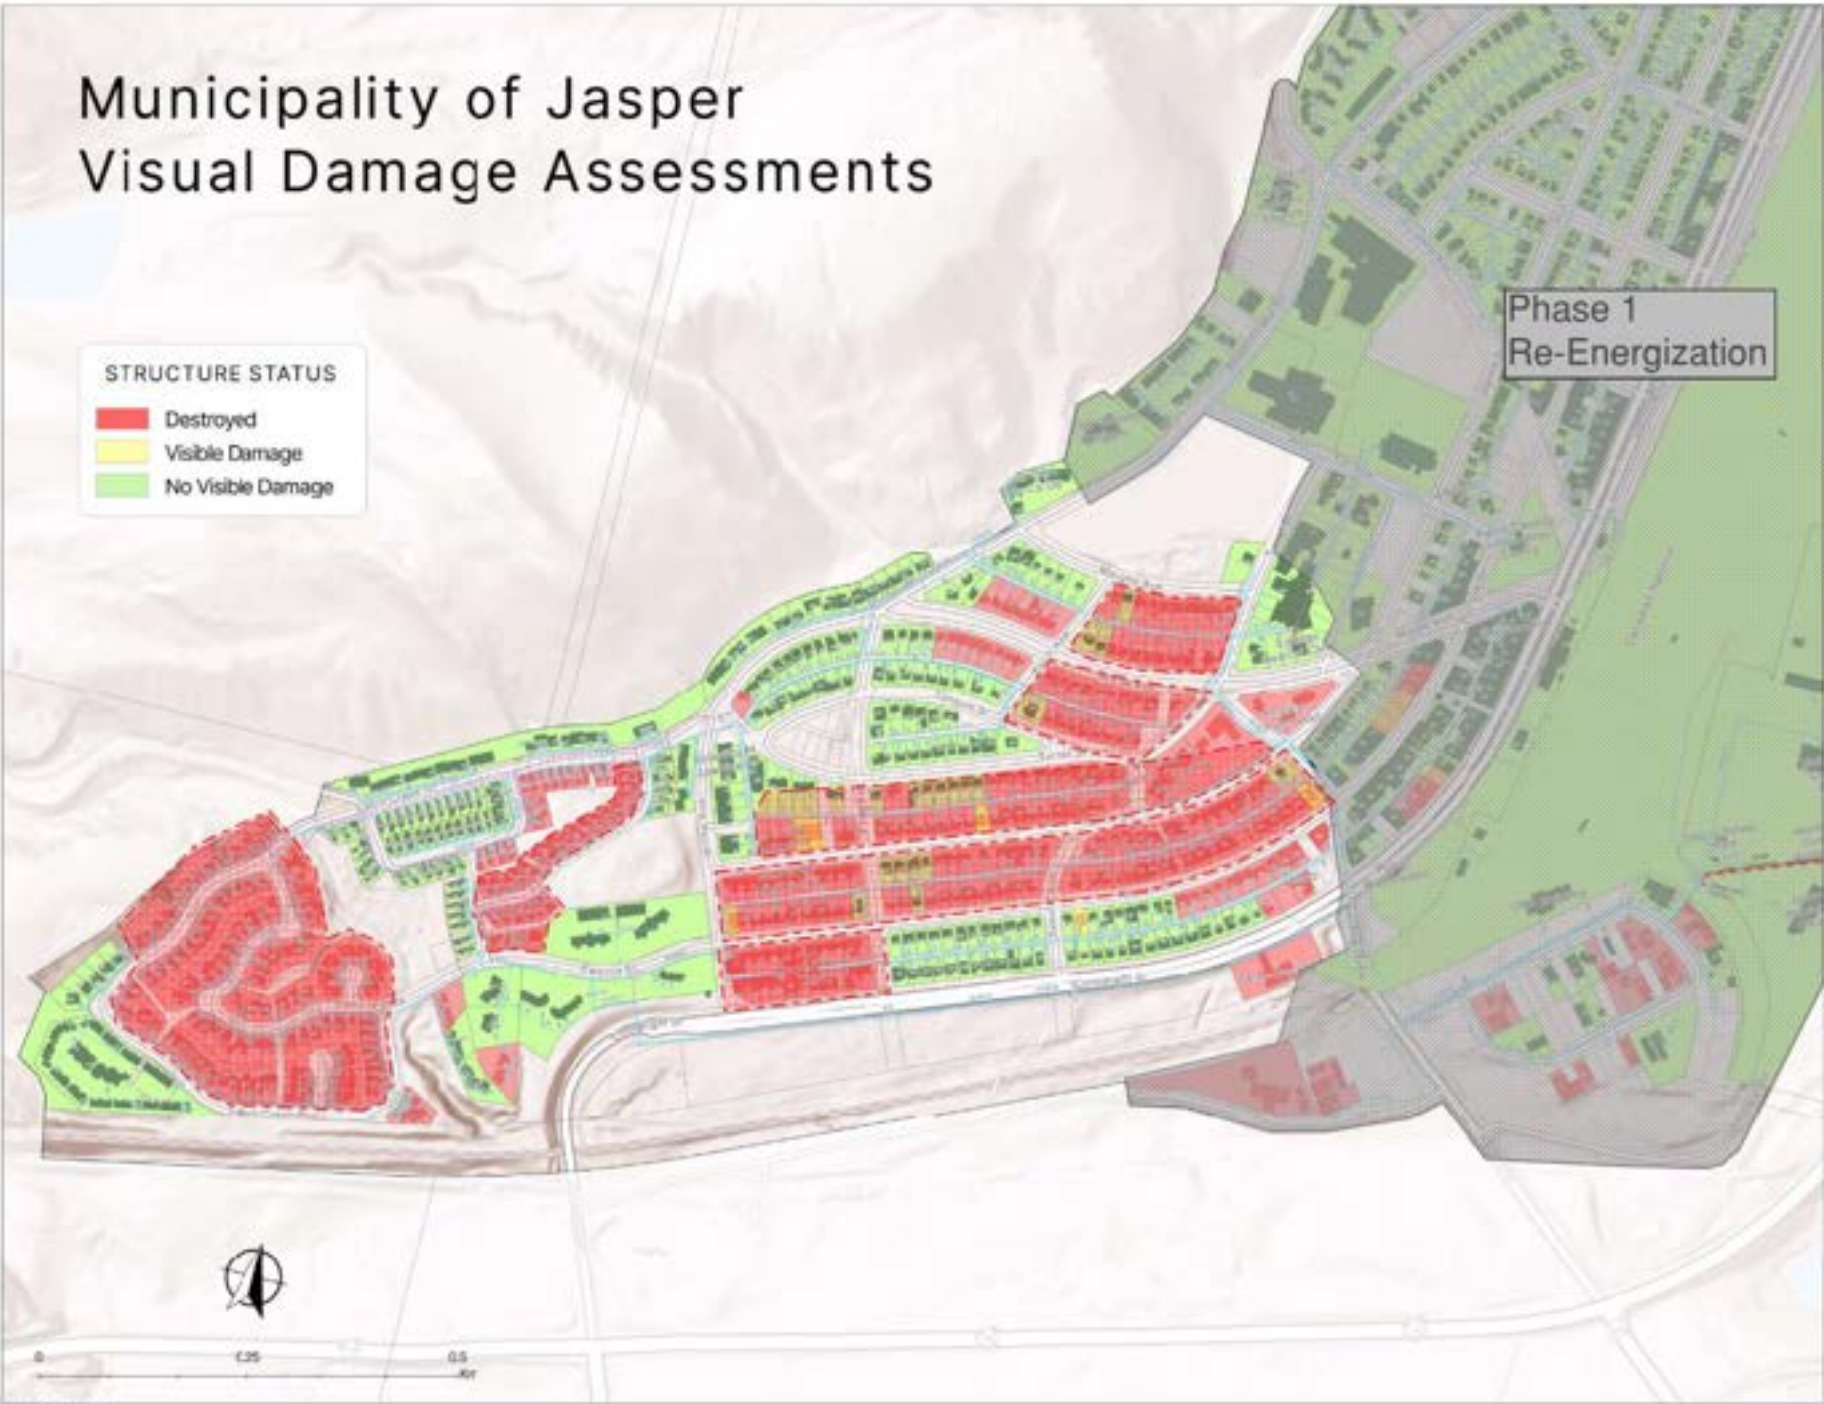 Municipality of Jasper
Visual Damage Assessments
Phase 1
Re-Energization
STRUCTURE STATUS
Destroyed
Visible Damage
No Visible Damage
0
0.25
0.5